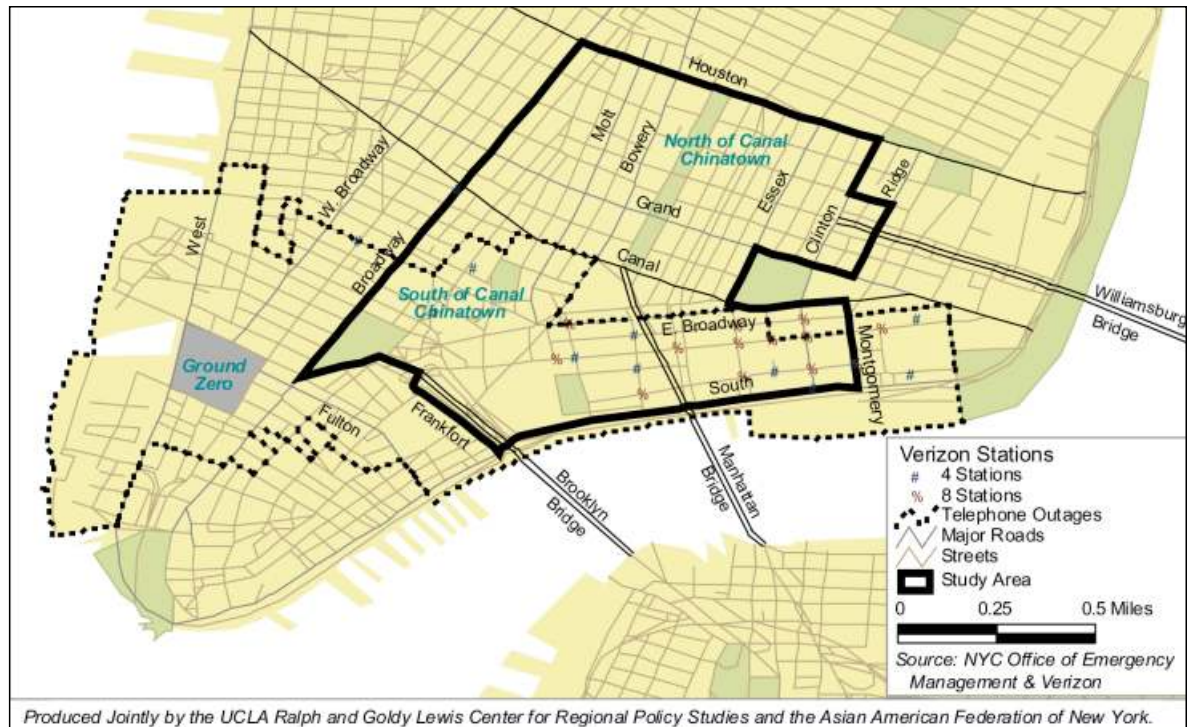 Houston
Mott
Bowery
North of Canal
Chinatown
Essex
Ridge
Clinton
W. Broadway
West
Grand
Broadway
Canal
South of Canal
Chinatown
Williamsburg
Bridge
E. Broadway
Montgomery
South
Ground
Zero
Fulton
Frankfort
Brooklyn
Bridge
Manhattan
Bridge
#
#
%
#
%
#
%
#
%
%
%
%
%
#
%
#
%
#
#
Verizon Stations
# 4 Stations
% 8 Stations
Telephone Outages
Major Roads
Streets
Study Area
0 0.25 0.5 Miles
Source: NYC Office of Emergency
Management & Verizon
Produced Jointly by the UCLA Ralph and Goldy Lewis Center for Regional Policy Studies and the Asian American Federation of New York.